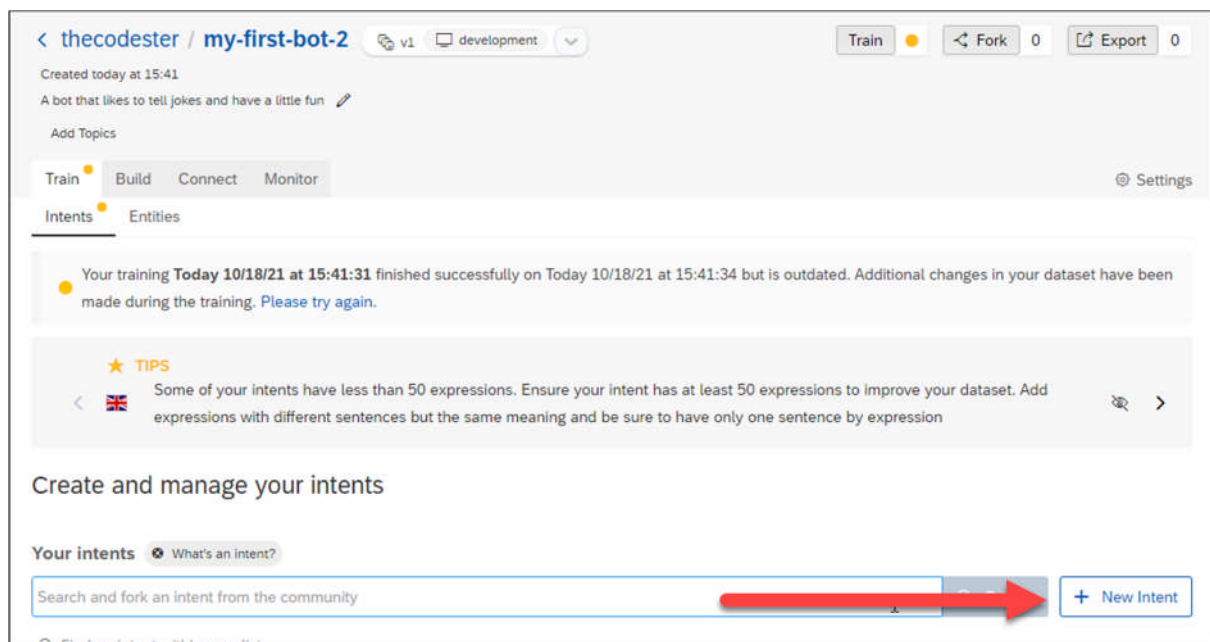 thecodester / my-first-bot-2 v1 development Train Fork 0 Export 0
Created today at 15:41
A bot that likes to tell jokes and have a little fun
Add Topics
Train Build Connect Monitor Settings
Intents Entities
Your training Today 10/18/21 at 15:41:31 finished successfully on Today 10/18/21 at 15:41:34 but is outdated. Additional changes in your dataset have been
made during the training. Please try again.
TIPS
Some of your intents have less than 50 expressions. Ensure your intent has at least 50 expressions to improve your dataset. Add
expressions with different sentences but the same meaning and be sure to have only one sentence by expression
Create and manage your intents
Your intents What's an intent?
Search and fork an intent from the community + New Intent